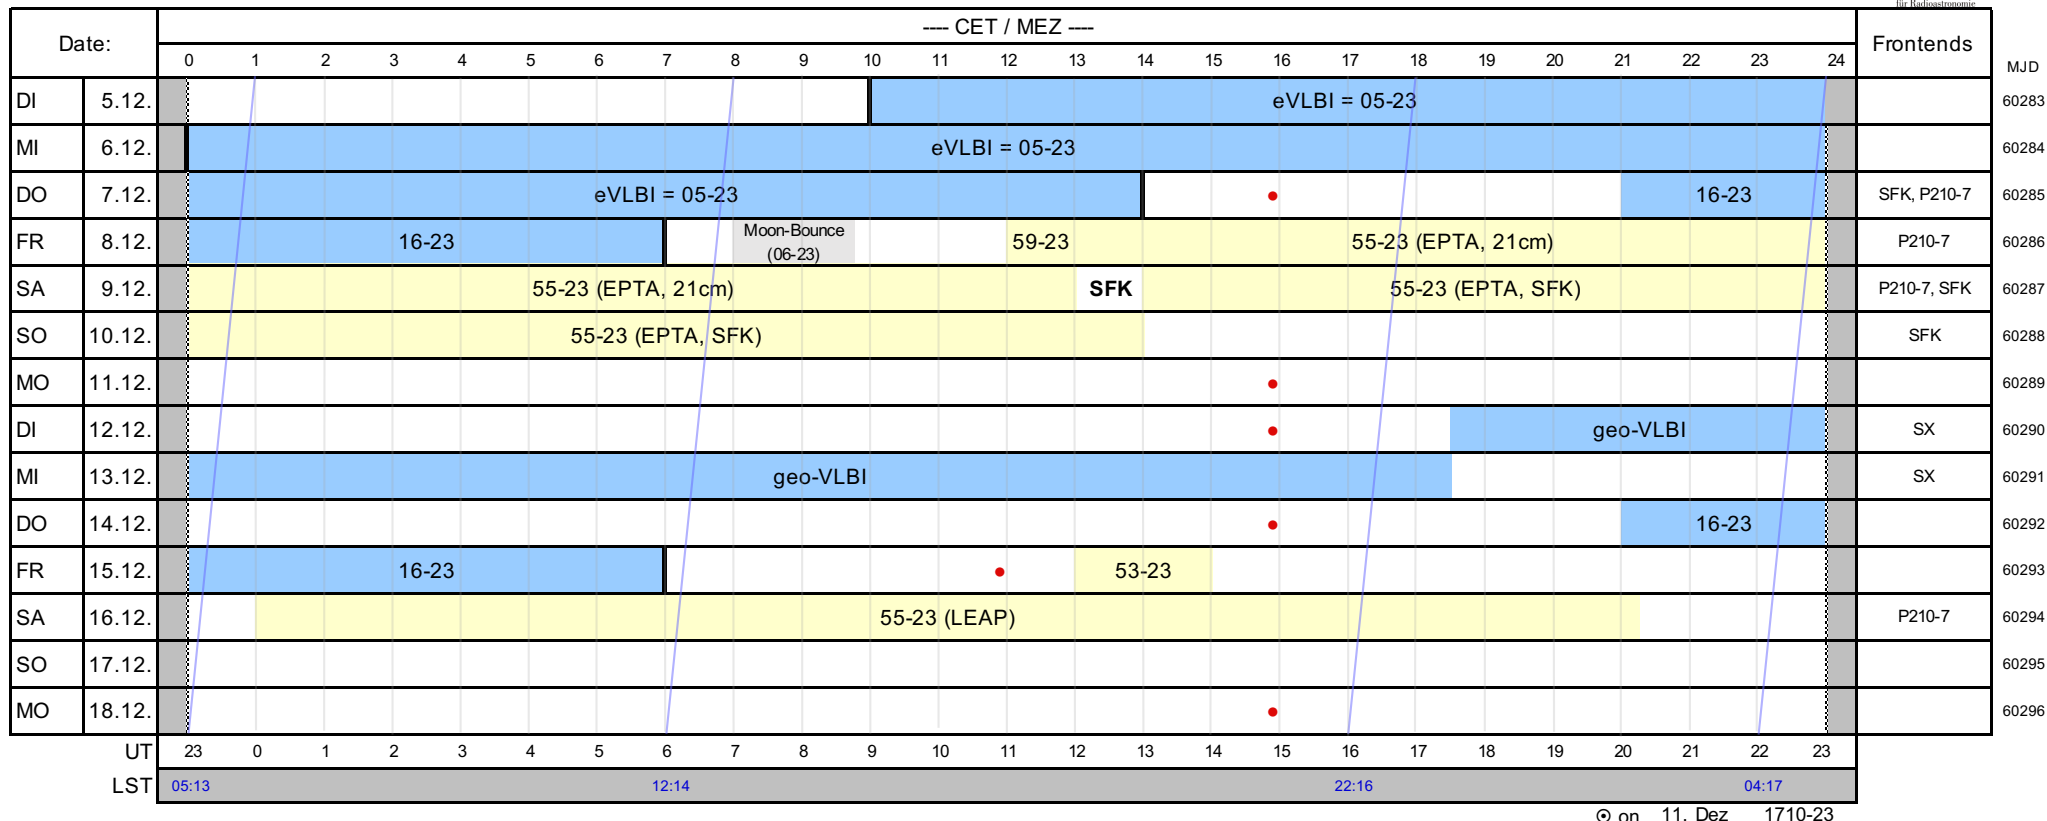 für Radioastronomie
---- CET / MEZ ----
Date:
Frontends
0 1 2 3 4 5 6 7 8 9 10 11 12 13 14 15 16 17 18 19 20 21 22 23 24
MJD
DI 5.12. eVLBI = 05-23 60283
MI 6.12. eVLBI = 05-23 60284
DO 7.12. eVLBI = 05-23 16-23 SFK, P210-7 60285
FR 8.12. 16-23 Moon-Bounce (06-23) 59-23 55-23 (EPTA, 21cm) P210-7 60286
SA 9.12. 55-23 (EPTA, 21cm) SFK 55-23 (EPTA, SFK) P210-7, SFK 60287
SO 10.12. 55-23 (EPTA, SFK) SFK 60288
MO 11.12. 60289
DI 12.12. geo-VLBI SX 60290
MI 13.12. geo-VLBI SX 60291
DO 14.12. 16-23 60292
FR 15.12. 16-23 53-23 60293
SA 16.12. 55-23 (LEAP) P210-7 60294
SO 17.12. 60295
MO 18.12. 60296
UT 23 0 1 2 3 4 5 6 7 8 9 10 11 12 13 14 15 16 17 18 19 20 21 22 23
LST 05:13 12:14 22:16 04:17
⊙ on 11. Dez 1710-23